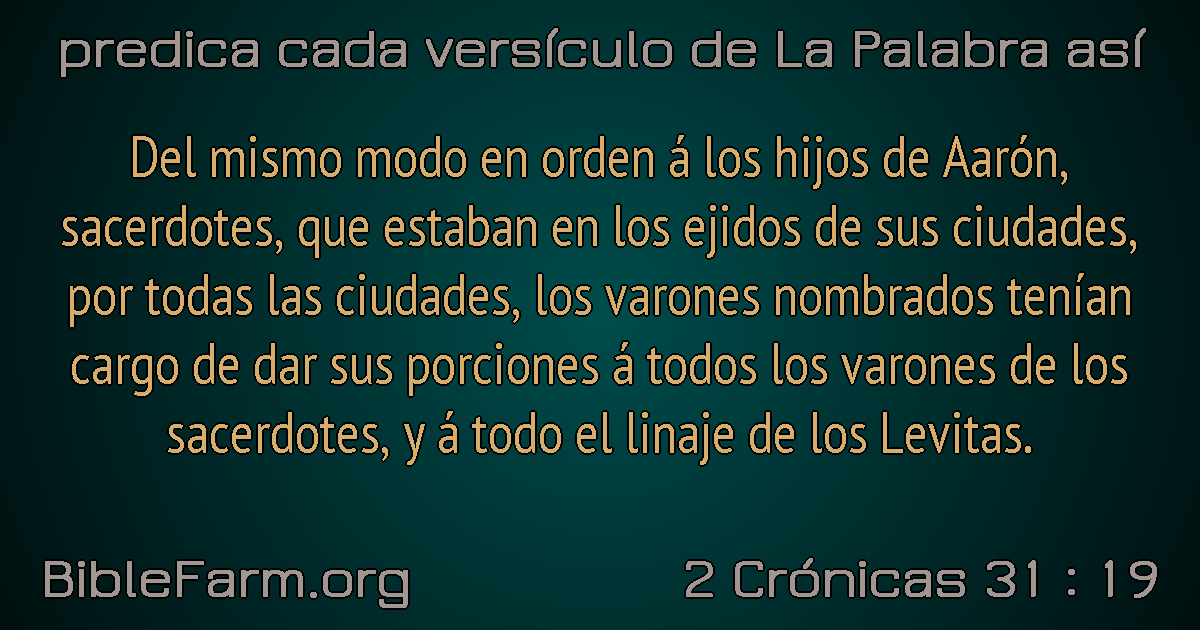 predica cada versículo de La Palabra así
Del mismo modo en orden á los hijos de Aarón,
sacerdotes, que estaban en los ejidos de sus ciudades,
por todas las ciudades, los varones nombrados tenían
cargo de dar sus porciones á todos los varones de los
sacerdotes, y á todo el linaje de los Levitas.
BibleFarm.org
2 Crónicas 31 : 19